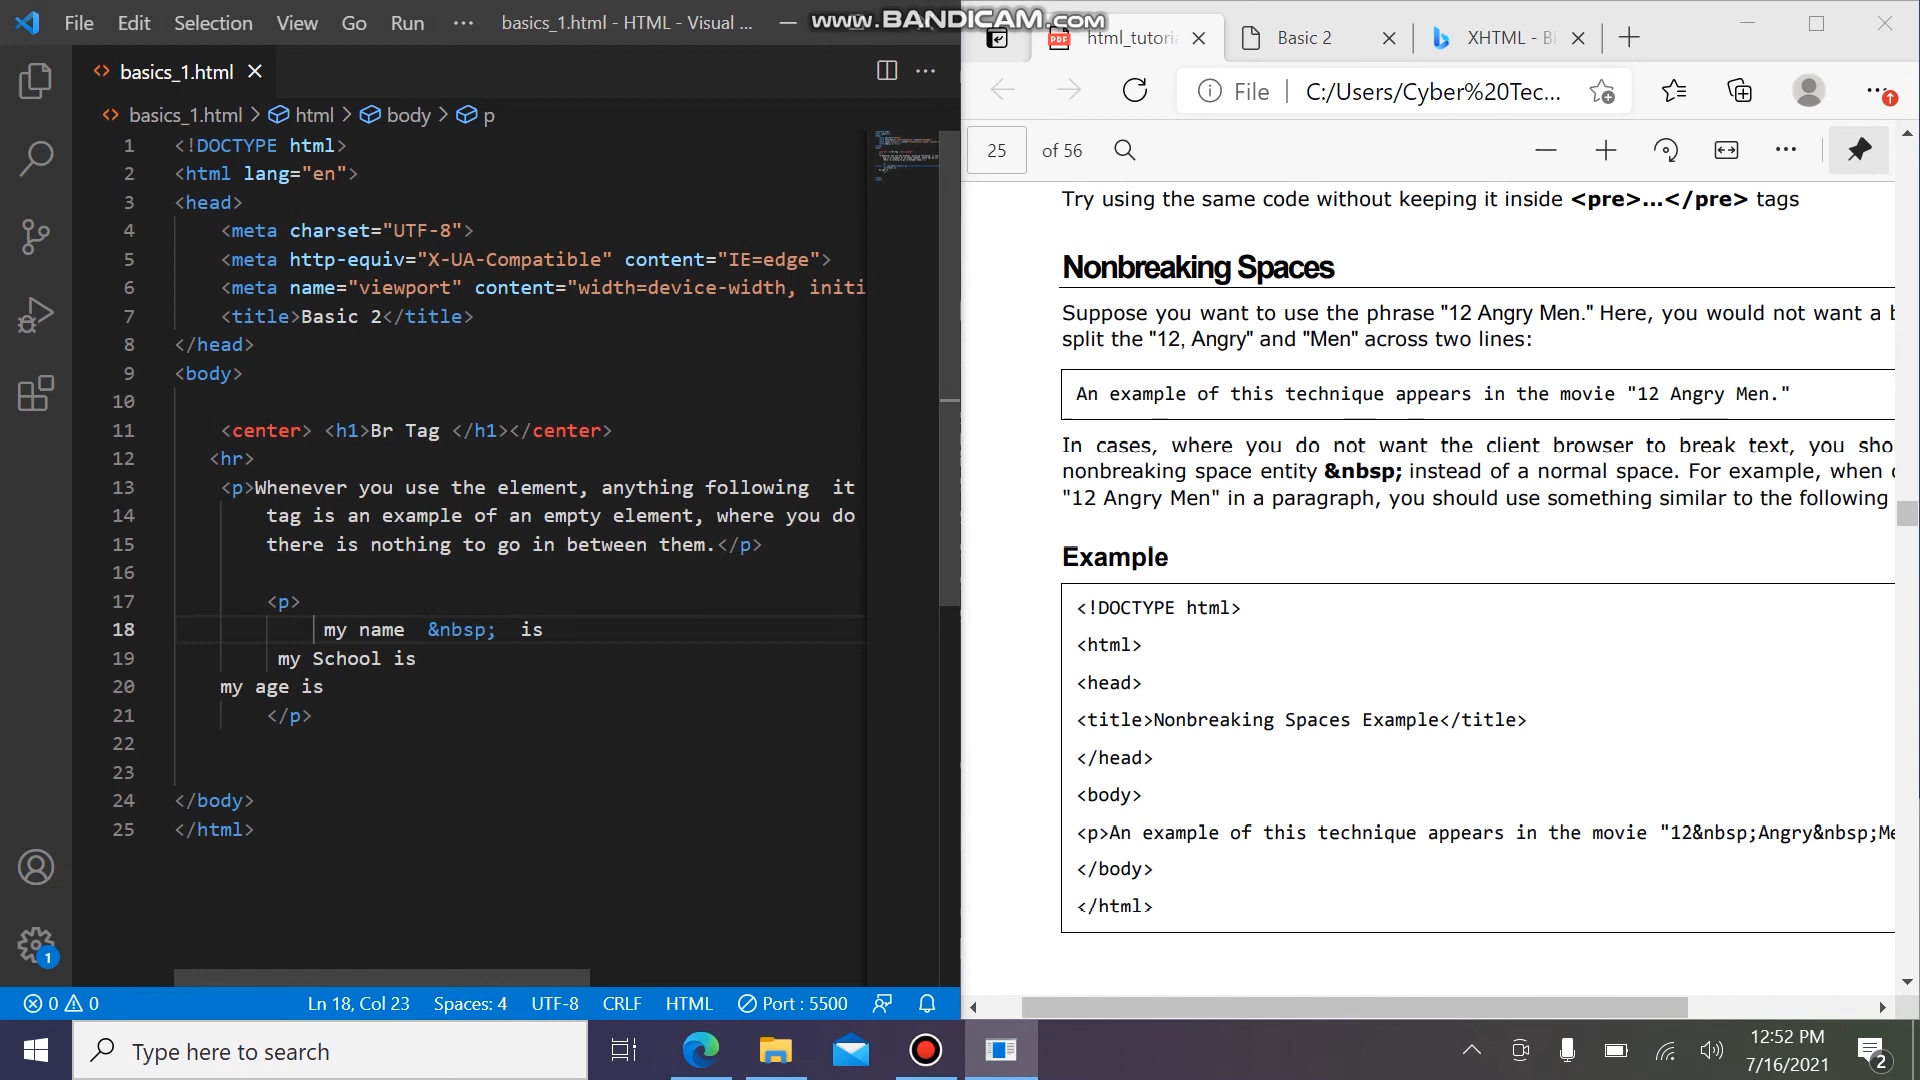 File Edit Selection View Go Run ··· basics_1.html - HTML - Visual ...
www.BANDICAM.com
basics_1.html
basics_1.html > html > body > p
1 <!DOCTYPE html>
2 <html lang="en">
3 <head>
4 <meta charset="UTF-8">
5 <meta http-equiv="X-UA-Compatible" content="IE=edge">
6 <meta name="viewport" content="width=device-width, initi
7 <title>Basic 2</title>
8 </head>
9 <body>
10
11 <center> <h1>Br Tag </h1></center>
12 <hr>
13 <p>Whenever you use the element, anything following  it
14 tag is an example of an empty element, where you do
15 there is nothing to go in between them.</p>
16
17 <p>
18 my name  &nbsp;  is
19 my School is
20 my age is
21 </p>
22
23
24 </body>
25 </html>
1
0 0 Ln 18, Col 23 Spaces: 4 UTF-8 CRLF HTML Port : 5500
html_tutoria Basic 2 XHTML - Bi
File C:/Users/Cyber%20Tec...
25 of 56
Try using the same code without keeping it inside <pre>...</pre> tags
Nonbreaking Spaces
Suppose you want to use the phrase "12 Angry Men." Here, you would not want a b
split the "12, Angry" and "Men" across two lines:
An example of this technique appears in the movie "12 Angry Men."
In cases, where you do not want the client browser to break text, you sho
nonbreaking space entity &nbsp; instead of a normal space. For example, when c
"12 Angry Men" in a paragraph, you should use something similar to the following
Example
<!DOCTYPE html>
<html>
<head>
<title>Nonbreaking Spaces Example</title>
</head>
<body>
<p>An example of this technique appears in the movie "12&nbsp;Angry&nbsp;Me
</body>
</html>
Type here to search
12:52 PM
7/16/2021
2